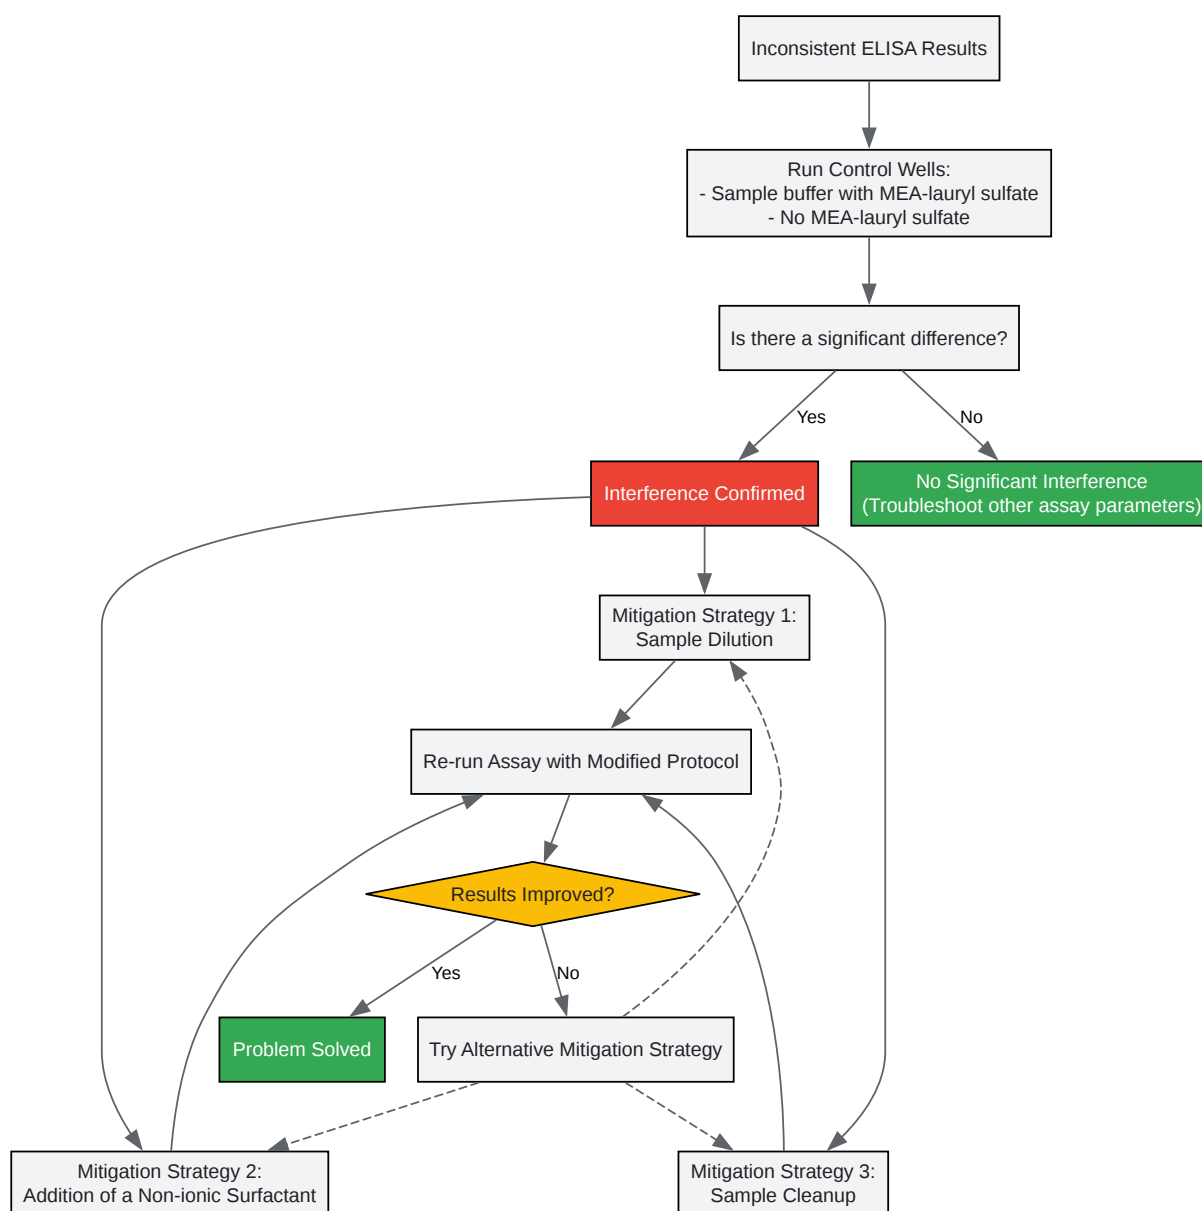 Inconsistent ELISA Results
Run Control Wells:
- Sample buffer with MEA-lauryl sulfate
- No MEA-lauryl sulfate
Is there a significant difference?
Yes
No
Interference Confirmed
No Significant Interference
(Troubleshoot other assay parameters)
Mitigation Strategy 1:
Sample Dilution
Re-run Assay with Modified Protocol
Results Improved?
Yes
No
Problem Solved
Try Alternative Mitigation Strategy
Mitigation Strategy 2:
Addition of a Non-ionic Surfactant
Mitigation Strategy 3:
Sample Cleanup